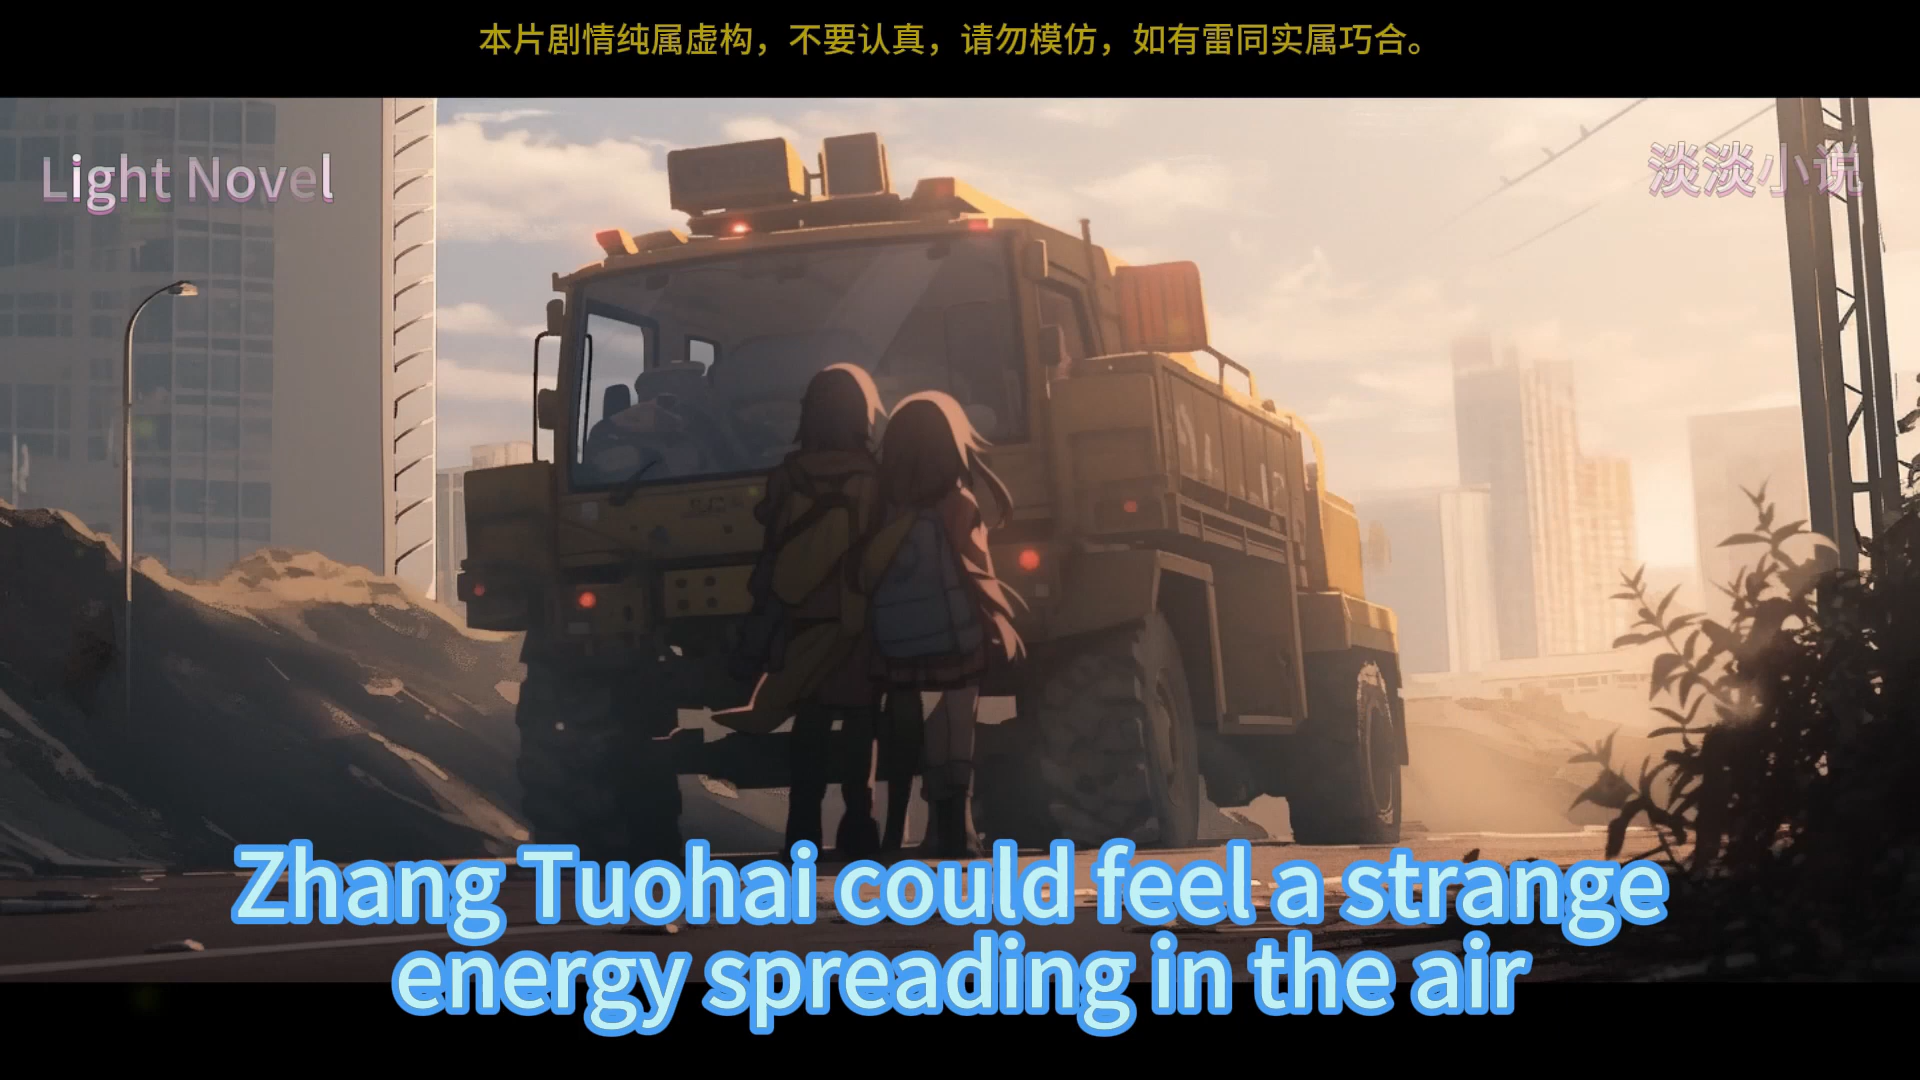 本片剧情纯属虚构，不要认真，请勿模仿，如有雷同实属巧合。
Light Novel
淡淡小说
Zhang Tuohai could feel a strange
energy spreading in the air